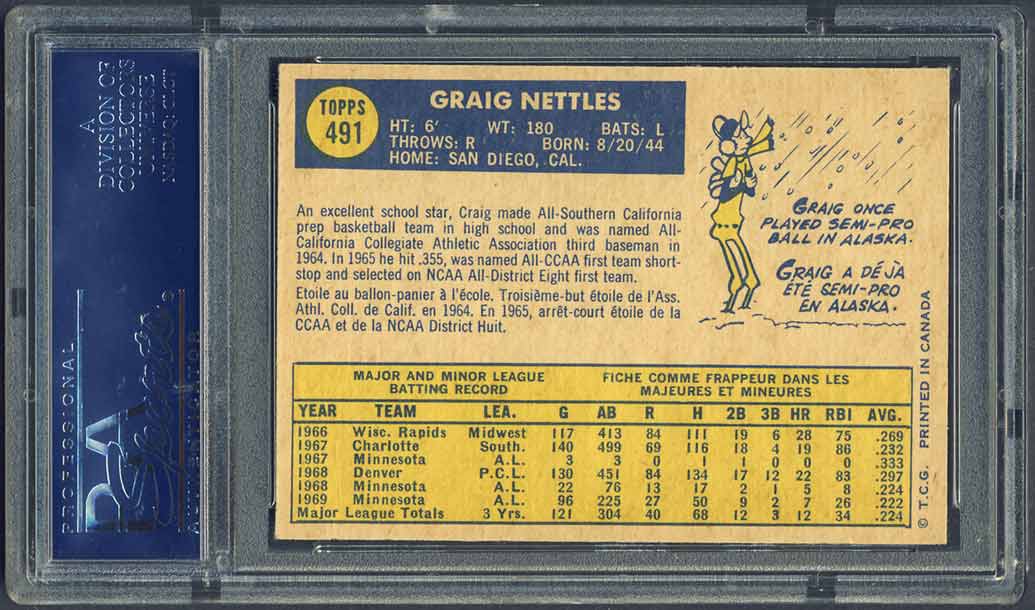 A
DIVISION OF
COLLECTORS
UNIVERSE
NSDAQ: CLCT
PROFESSIONAL
PSA
Sports
TOPPS
491
GRAIG NETTLES
HT: 6' WT: 180 BATS: L
THROWS: R BORN: 8/20/44
HOME: SAN DIEGO, CAL.
An excellent school star, Craig made All-Southern California
prep basketball team in high school and was named All-
California Collegiate Athletic Association third baseman in
1964. In 1965 he hit .355, was named All-CCAA first team short-
stop and selected on NCAA All-District Eight first team.
Etoile au ballon-panier à l'école. Troisième-but étoile de l'Ass.
Athl. Coll. de Calif. en 1964. En 1965, arrêt-court étoile de la
CCAA et de la NCAA District Huit.
GRAIG ONCE
PLAYED SEMI-PRO
BALL IN ALASKA.
GRAIG A DÉJÀ
ÉTÉ SEMI-PRO
EN ALASKA.
MAJOR AND MINOR LEAGUE
BATTING RECORD
FICHE COMME FRAPPEUR DANS LES
MAJEURES ET MINEURES
YEAR TEAM LEA. G AB R H 2B 3B HR RBI AVG.
1966 Wisc. Rapids Midwest 117 413 84 111 19 6 28 75 .269
1967 Charlotte South. 140 499 69 116 18 4 19 86 .232
1967 Minnesota A.L. 3 3 0 1 1 0 0 0 .333
1968 Denver P.C.L. 130 451 84 134 17 12 22 83 .297
1968 Minnesota A.L. 22 76 13 17 2 1 5 8 .224
1969 Minnesota A.L. 96 225 27 50 9 2 7 26 .222
Major League Totals 3 Yrs. 121 304 40 68 12 3 12 34 .224
© T.C.G. PRINTED IN CANADA